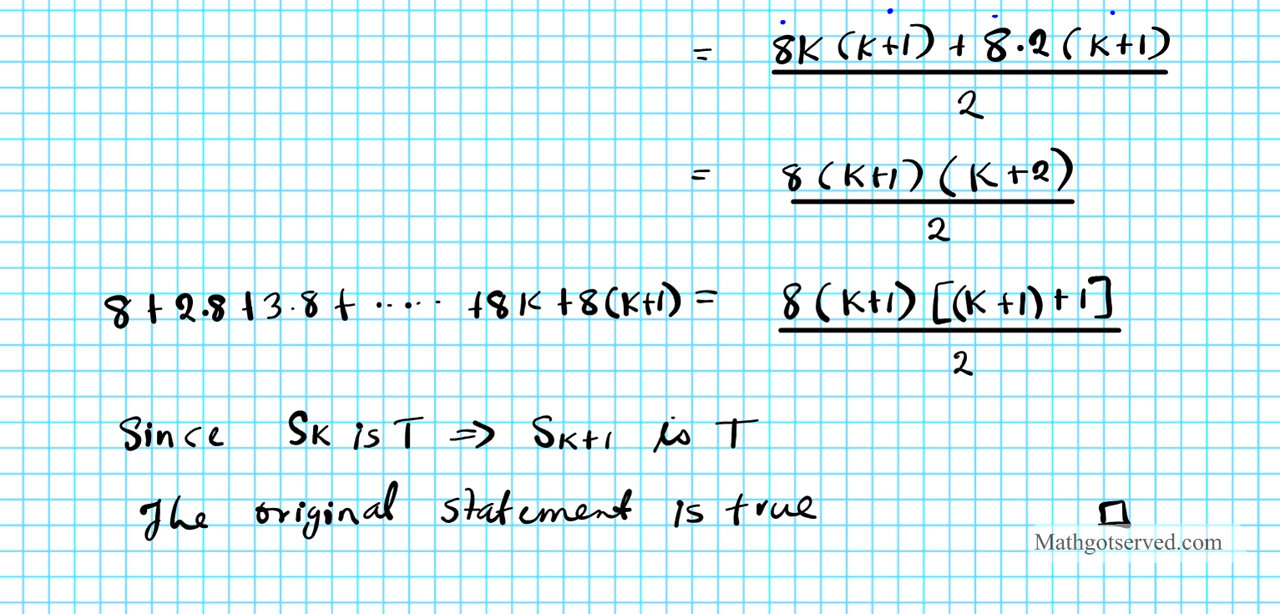 = 8K(K+1) + 8·2(K+1)
2
= 8(K+1)(K+2)
2
8 + 2·8 + 3·8 + ······ +8K +8(K+1) = 8(K+1)[(K+1)+1]
2
Since SK is T => SK+1 is T
The original statement is true □
Mathgotserved.com